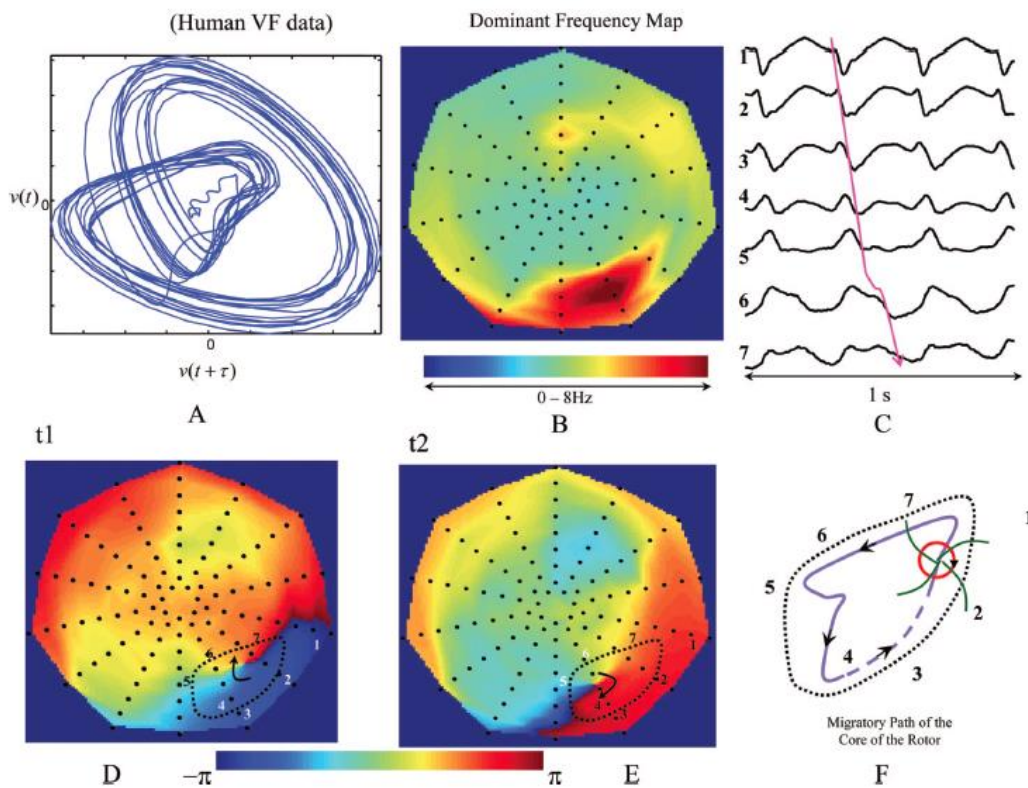 (Human VF data)
Dominant Frequency Map
v(t)
0
0
v(t + τ)
A
0 – 8Hz
B
1
2
3
4
5
6
7
1 s
C
t1
7
6
1
5
2
4
3
D
t2
7
6
1
5
2
4
3
E
−π
π
7
1
6
5
2
4
3
Migratory Path of the
Core of the Rotor
F